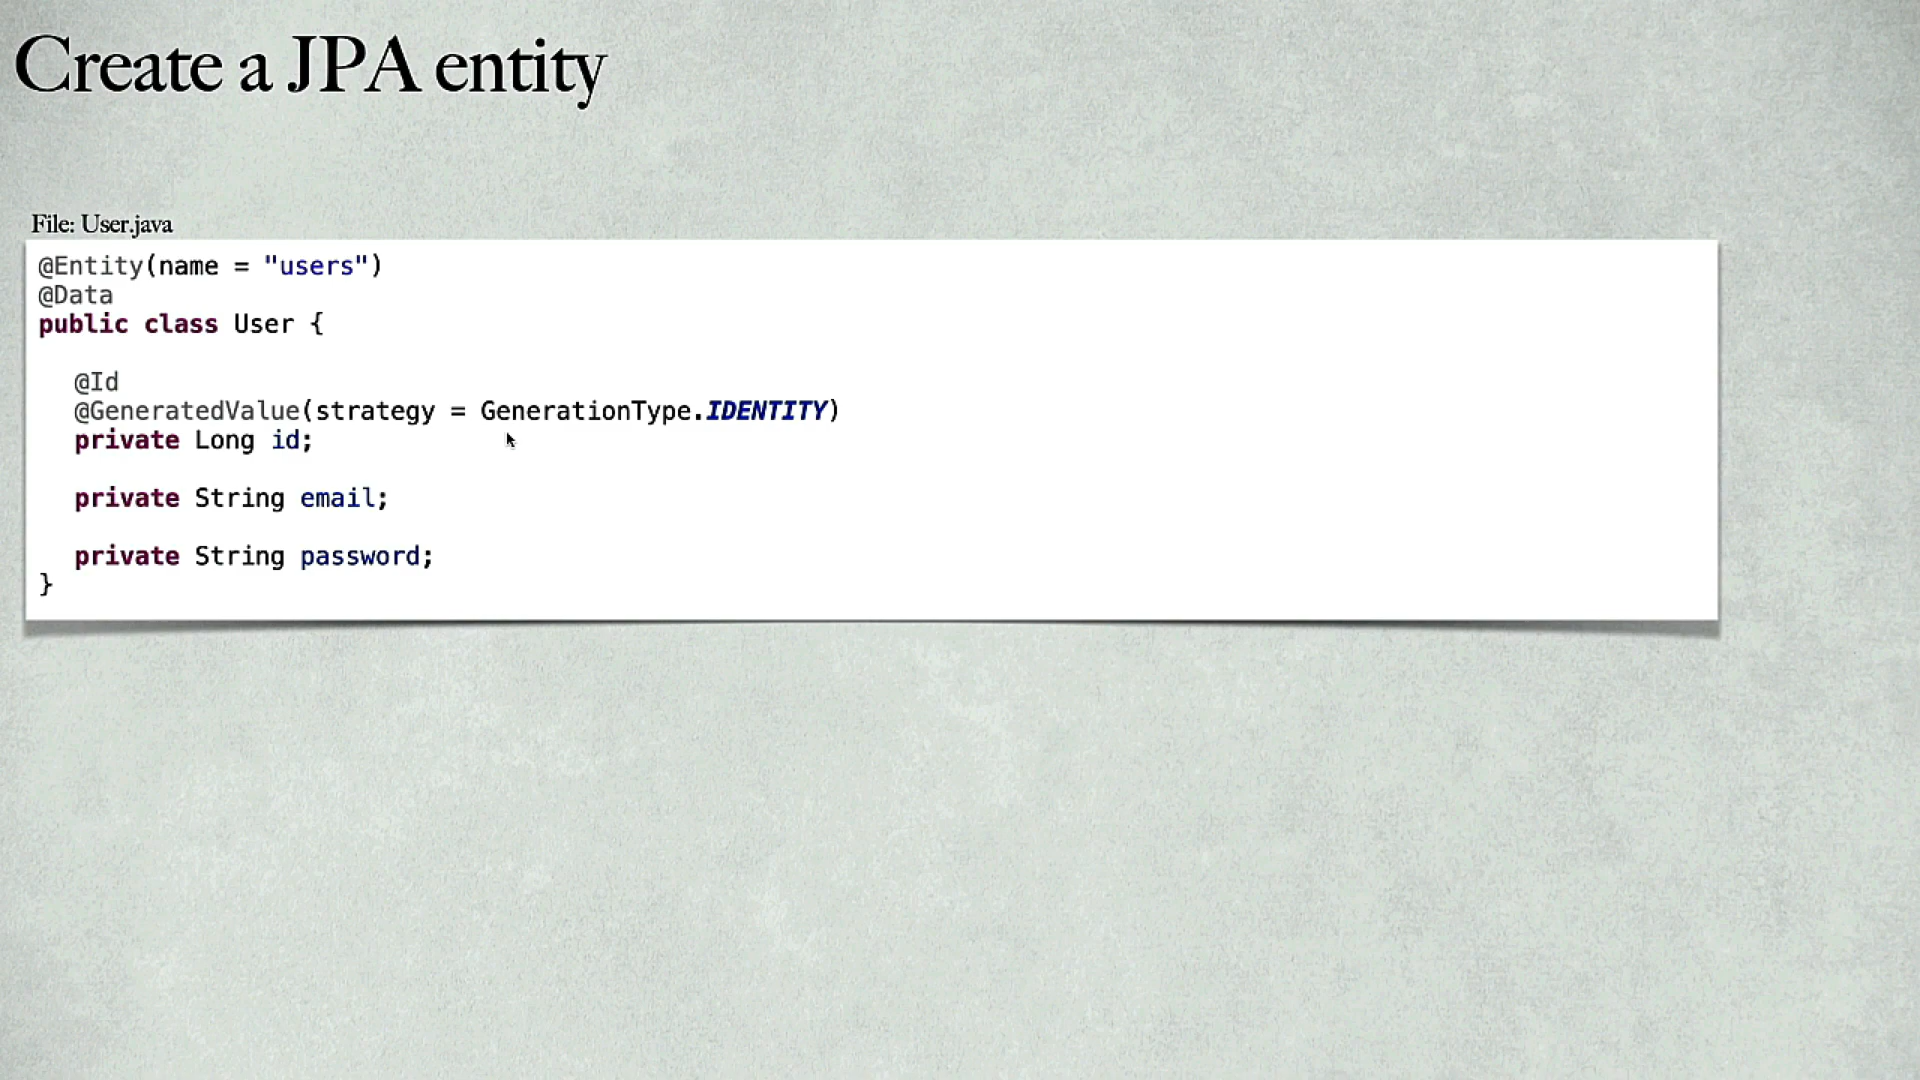 Create a JPA entity
File: User.java
@Entity(name = "users")
@Data
public class User {
@Id
@GeneratedValue(strategy = GenerationType.IDENTITY)
private Long id;
private String email;
private String password;
}